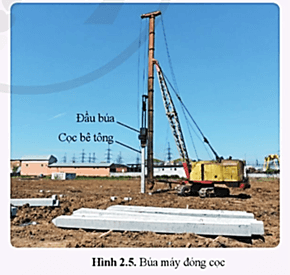 Đầu búa
Cọc bê tông
Hình 2.5. Búa máy đóng cọc